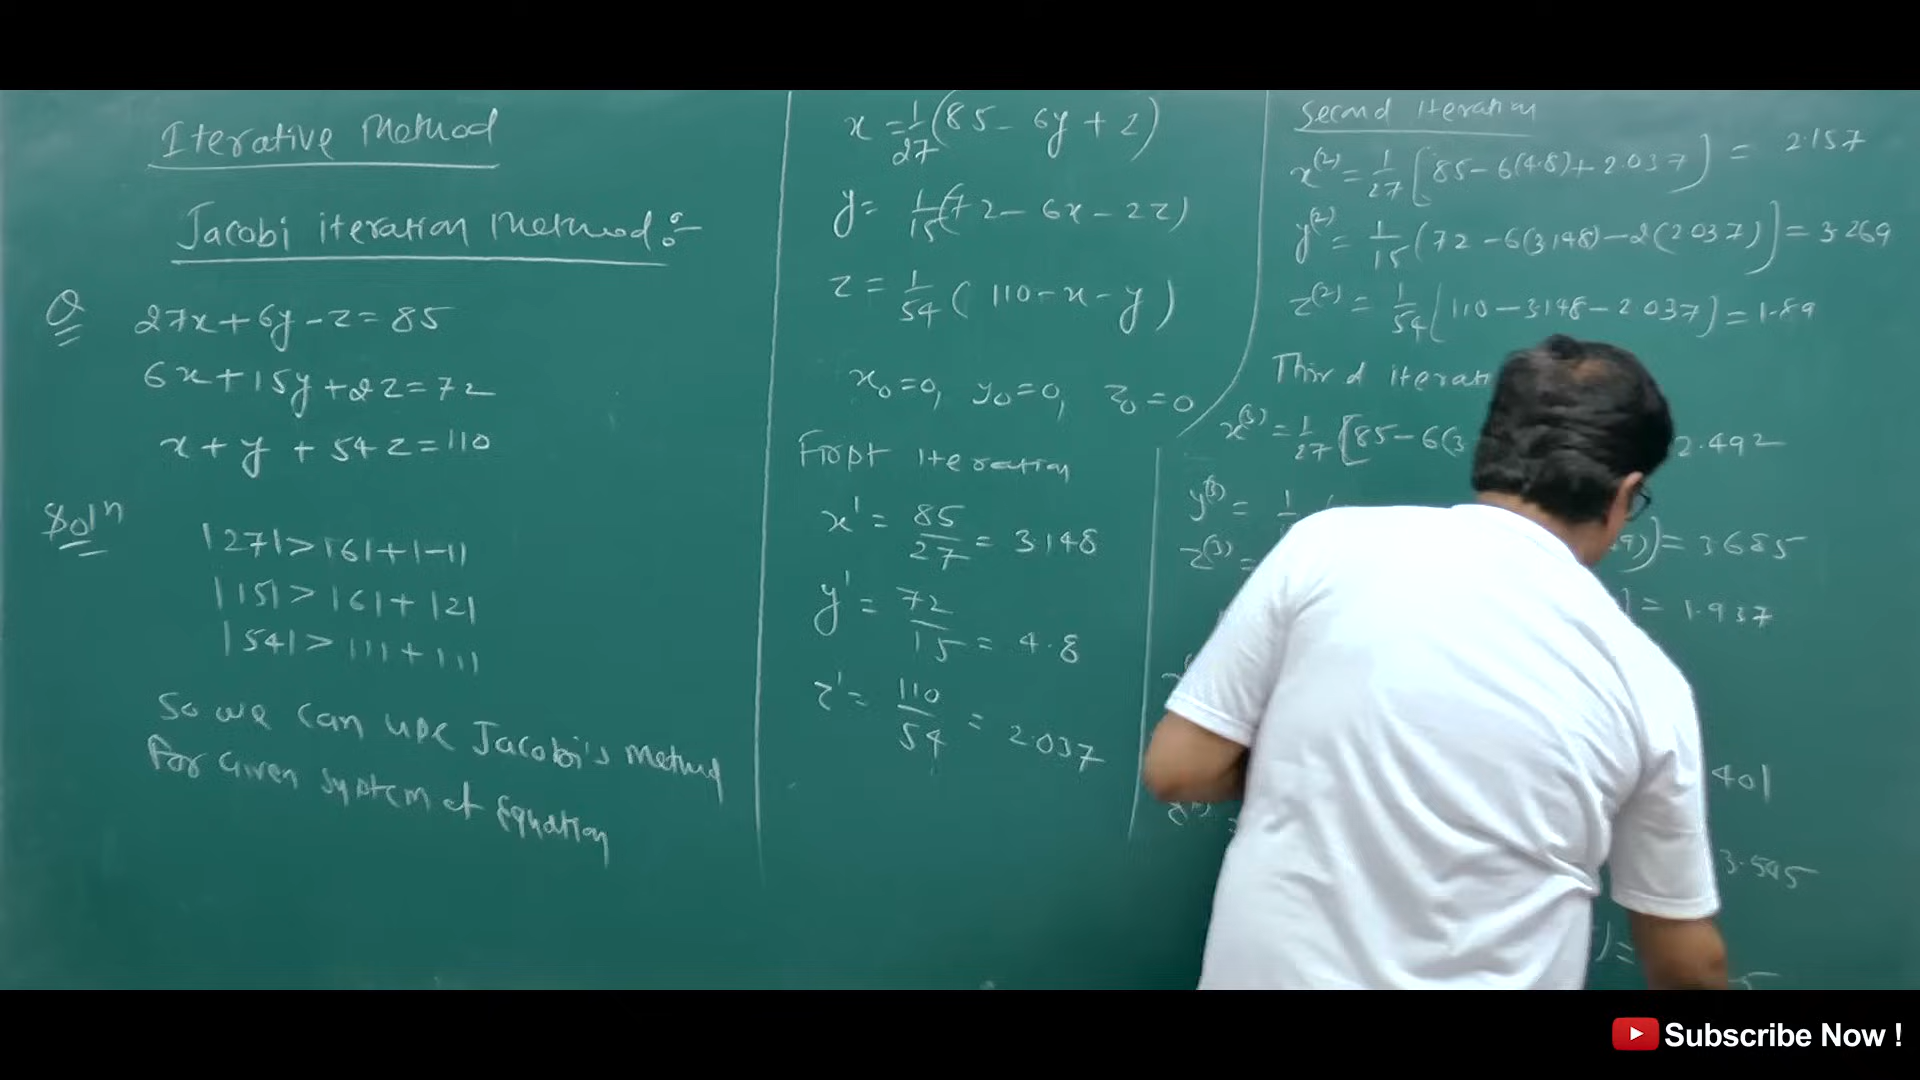 Iterative Method
Jacobi iteration Method :-
Q 27x+6y-z=85
6x+15y+2z=72
x+y+54z=110
Soln |27|>|6|+|-1|
|15|>|6|+|2|
|54|>|1|+|1|
So we can use Jacobi's Method
for Given System of Equation
x = 1/27 (85 - 6y + z)
y = 1/15 (72 - 6x - 2z)
z = 1/54 (110 - x - y)
x₀=0, y₀=0, z₀=0
First Iteration
x' = 85/27 = 3.148
y' = 72/15 = 4.8
z' = 110/54 = 2.037
Second Iteration
x⁽²⁾ = 1/27 [85-6(4.8)+2.037] = 2.157
y⁽²⁾ = 1/15 (72-6(3.148)-2(2.037)] = 3.269
z⁽²⁾ = 1/54 [110-3.148-2.037] = 1.89
Third
x⁽³⁾ = 1/27 [85-6(3 2.492
y⁽³⁾ = 1 )] = 3.685
z⁽³⁾ = ] = 1.937
401
3.545
) =